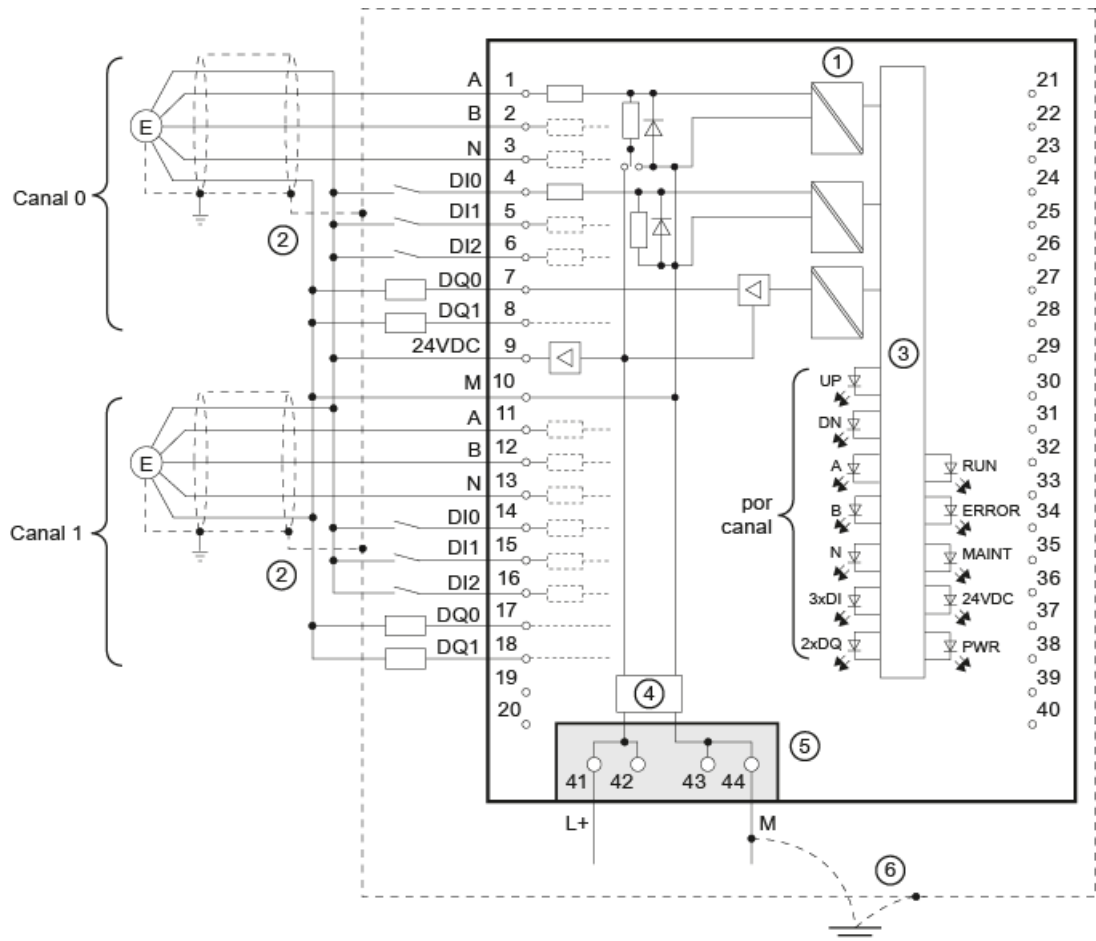 Canal 0
E
A 1
B 2
N 3
DI0 4
DI1 5
DI2 6
DQ0 7
DQ1 8
24VDC 9
M 10
2
Canal 1
E
A 11
B 12
N 13
DI0 14
DI1 15
DI2 16
DQ0 17
DQ1 18
19
20
2
1
3
por
canal
UP
DN
A
B
N
3xDI
2xDQ
RUN
ERROR
MAINT
24VDC
PWR
21
22
23
24
25
26
27
28
29
30
31
32
33
34
35
36
37
38
39
40
4
5
41 42 43 44
L+ M
6